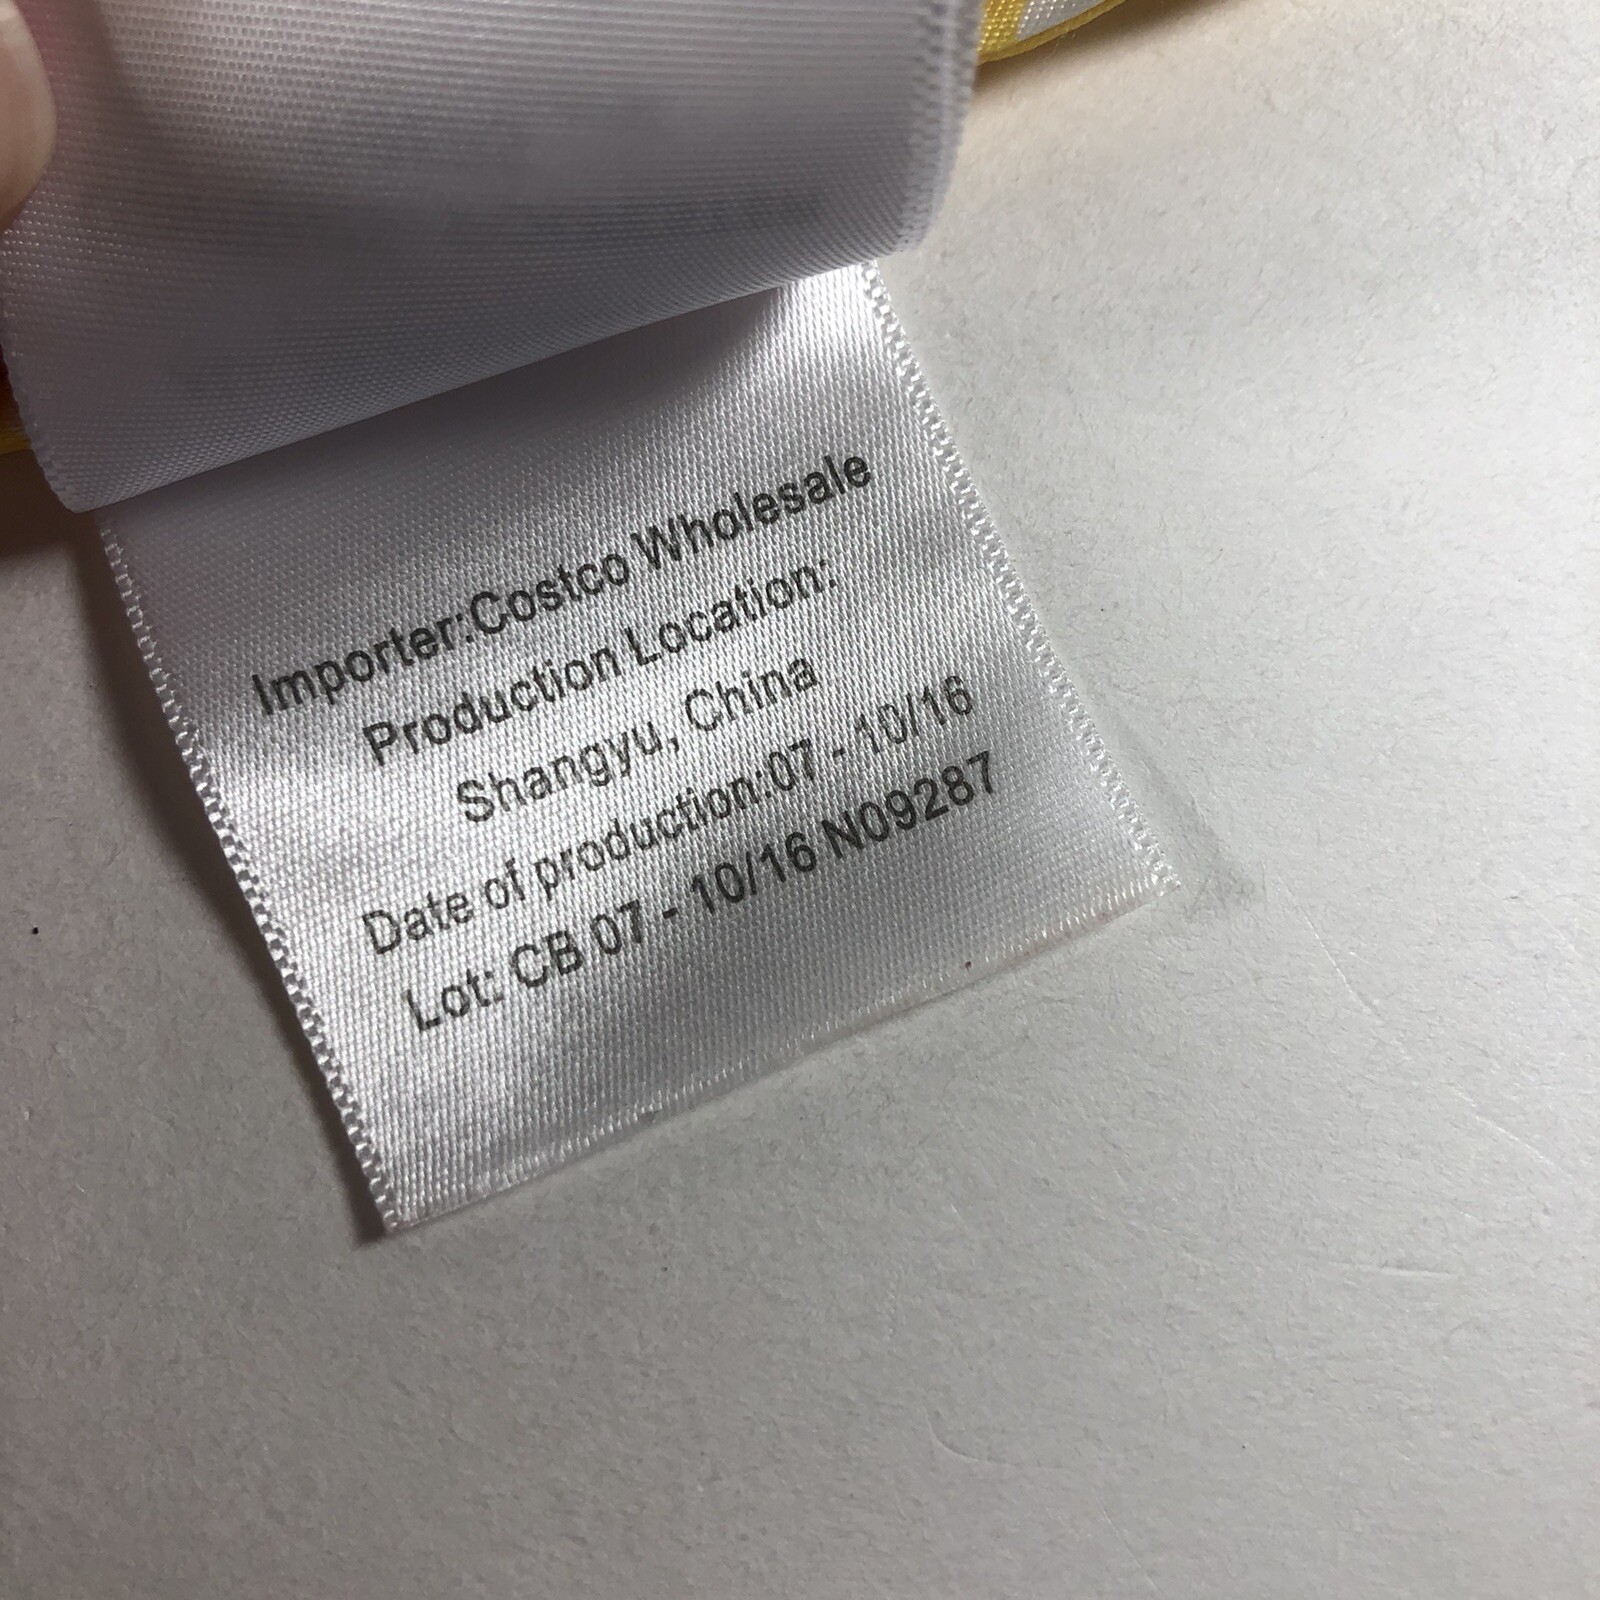 Importer:Costco Wholesale
Production Location:
Shangyu, China
Date of production:07 - 10/16
Lot: CB 07 - 10/16 N09287